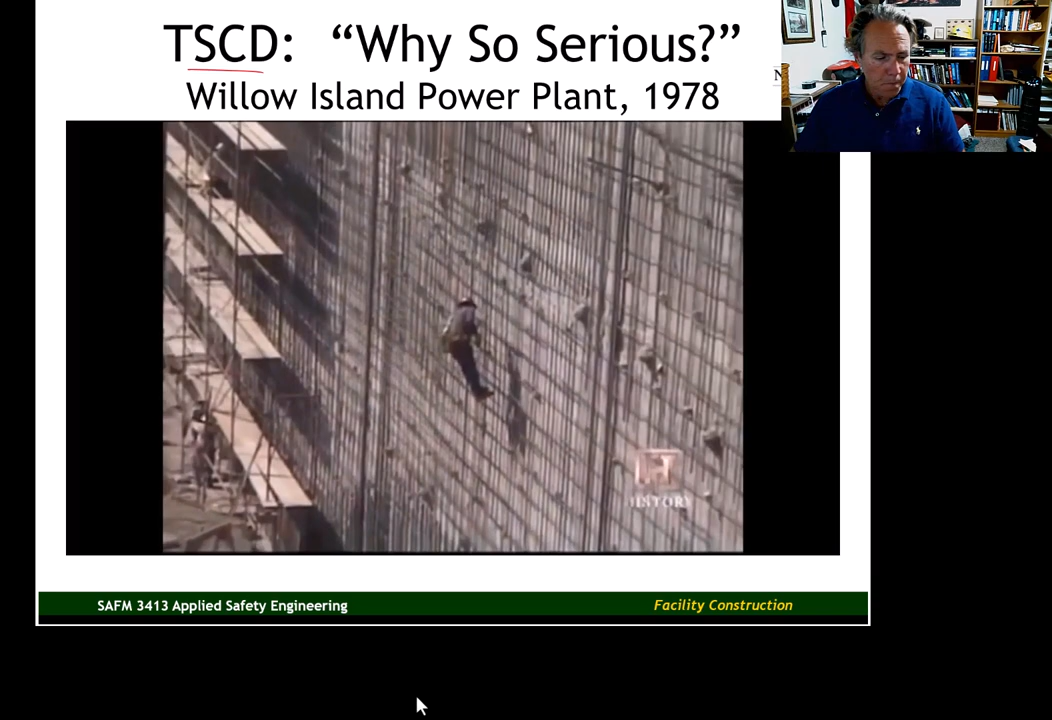 TSCD: “Why So Serious?”
Willow Island Power Plant, 1978
N
HISTORY
SAFM 3413 Applied Safety Engineering
Facility Construction